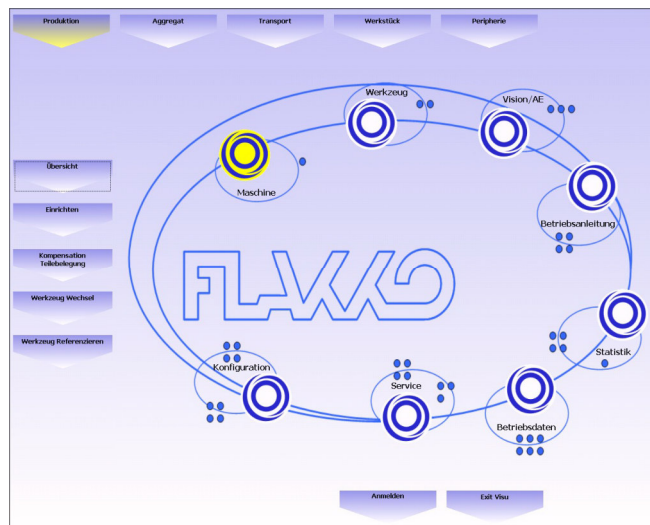 Produktion
Aggregat
Transport
Werkstück
Peripherie
Werkzeug
Vision/AE
Übersicht
Maschine
Einrichten
Betriebsanleitung
Kompensation
Teilebelegung
FLAKKO
Werkzeug Wechsel
Werkzeug Referenzieren
Statistik
Konfiguration
Service
Betriebsdaten
Anmelden
Exit Visu